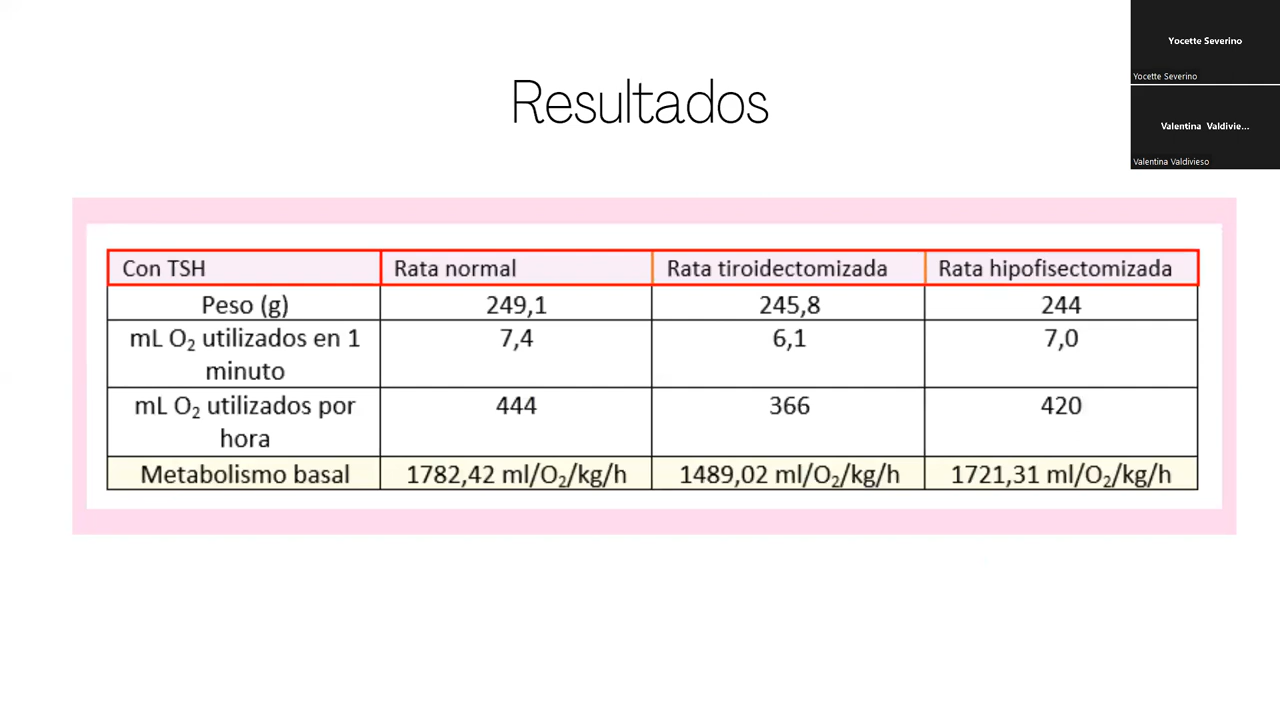 Yocette Severino
Yocette Severino
Valentina Valdivie...
Valentina Valdivieso
Resultados
Con TSH Rata normal Rata tiroidectomizada Rata hipofisectomizada
Peso (g) 249,1 245,8 244
mL O₂ utilizados en 1 7,4 6,1 7,0
minuto
mL O₂ utilizados por 444 366 420
hora
Metabolismo basal 1782,42 ml/O₂/kg/h 1489,02 ml/O₂/kg/h 1721,31 ml/O₂/kg/h